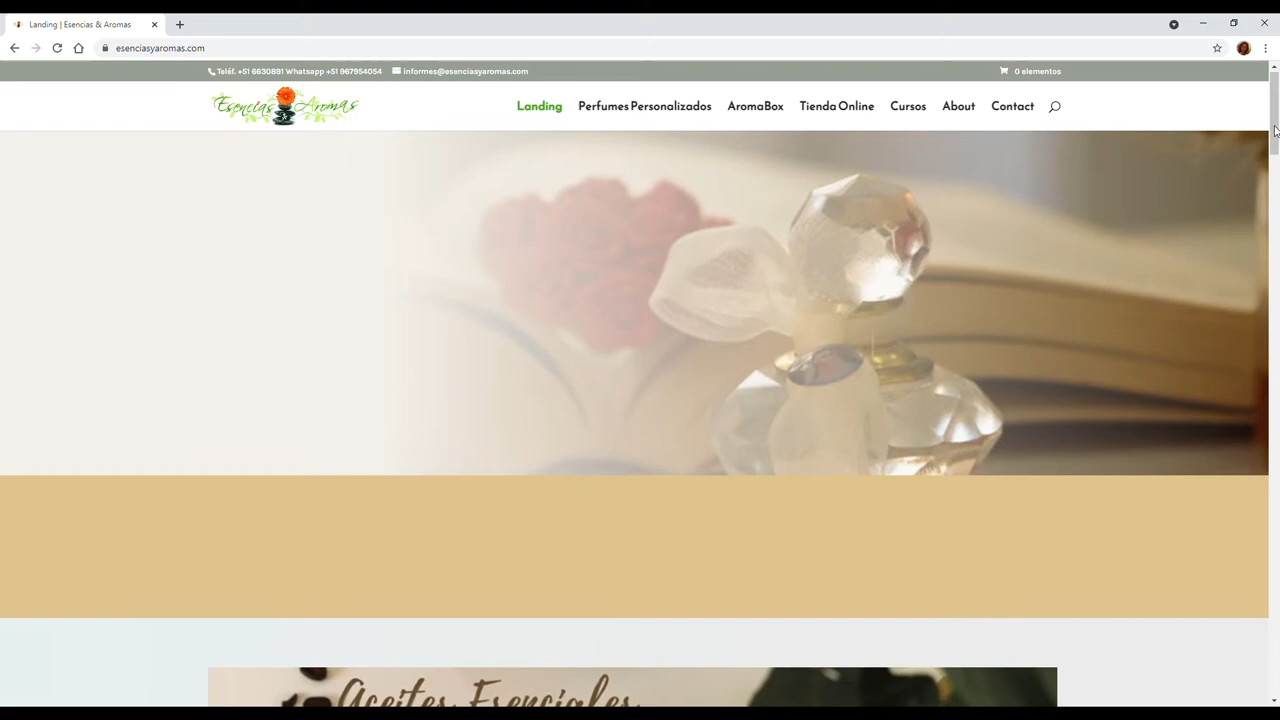 Landing | Esencias & Aromas
esenciasyaromas.com
Teléf. +51 6630891 Whatsapp +51 967954054 informes@esenciasyaromas.com 0 elementos
Esencias Aromas
Landing Perfumes Personalizados AromaBox Tienda Online Cursos About Contact
Aceites Esenciales